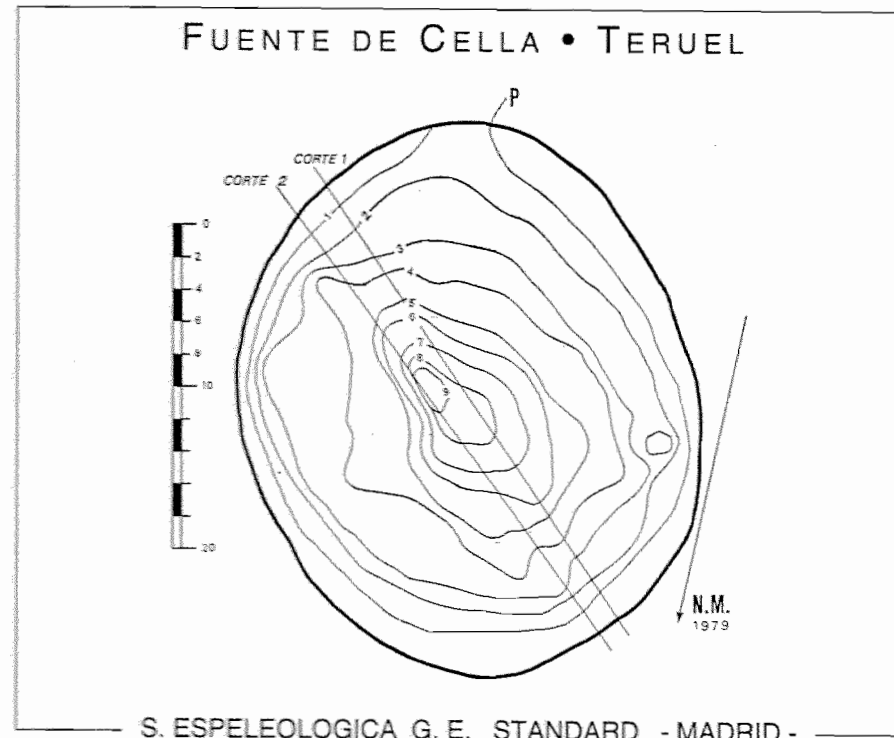 FUENTE DE CELLA • TERUEL
P
CORTE 1
CORTE 2
1
2
3
4
5
6
7
8
9
0
2
4
6
8
10
20
N.M.
1979
S. ESPELEOLOGICA G. E. STANDARD - MADRID -